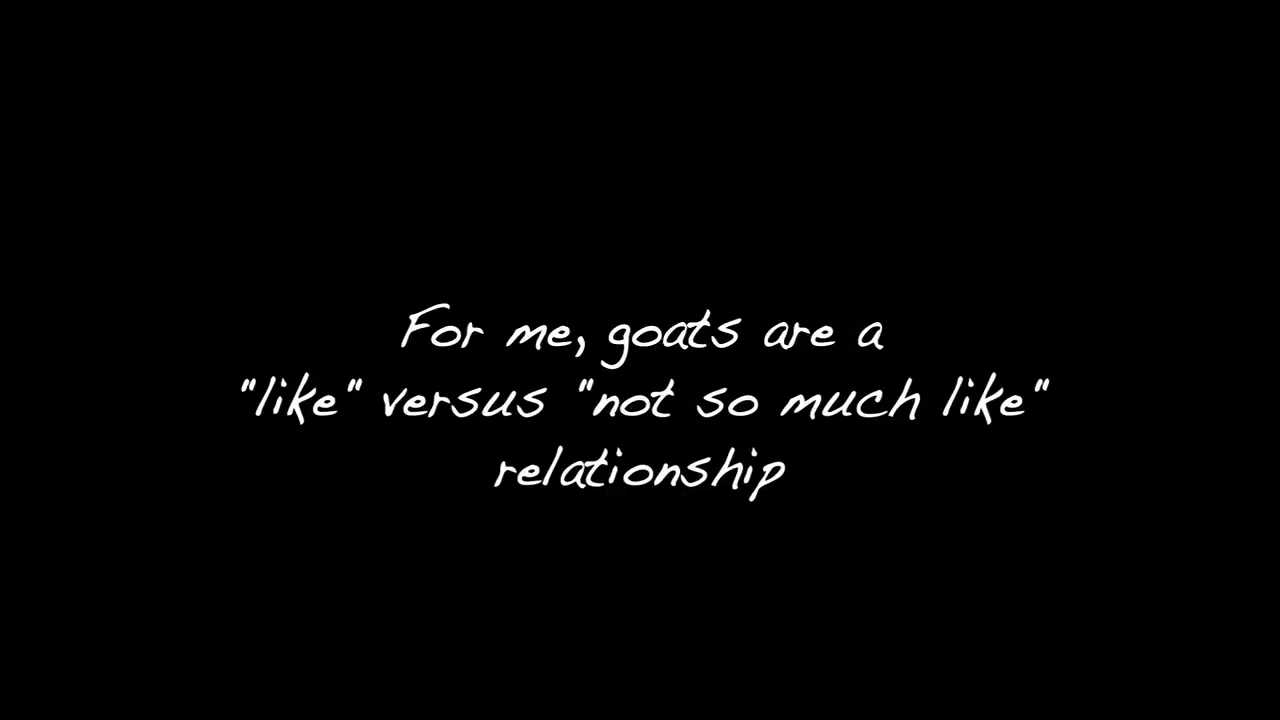 For me, goats are a
"like" versus "not so much like"
relationship